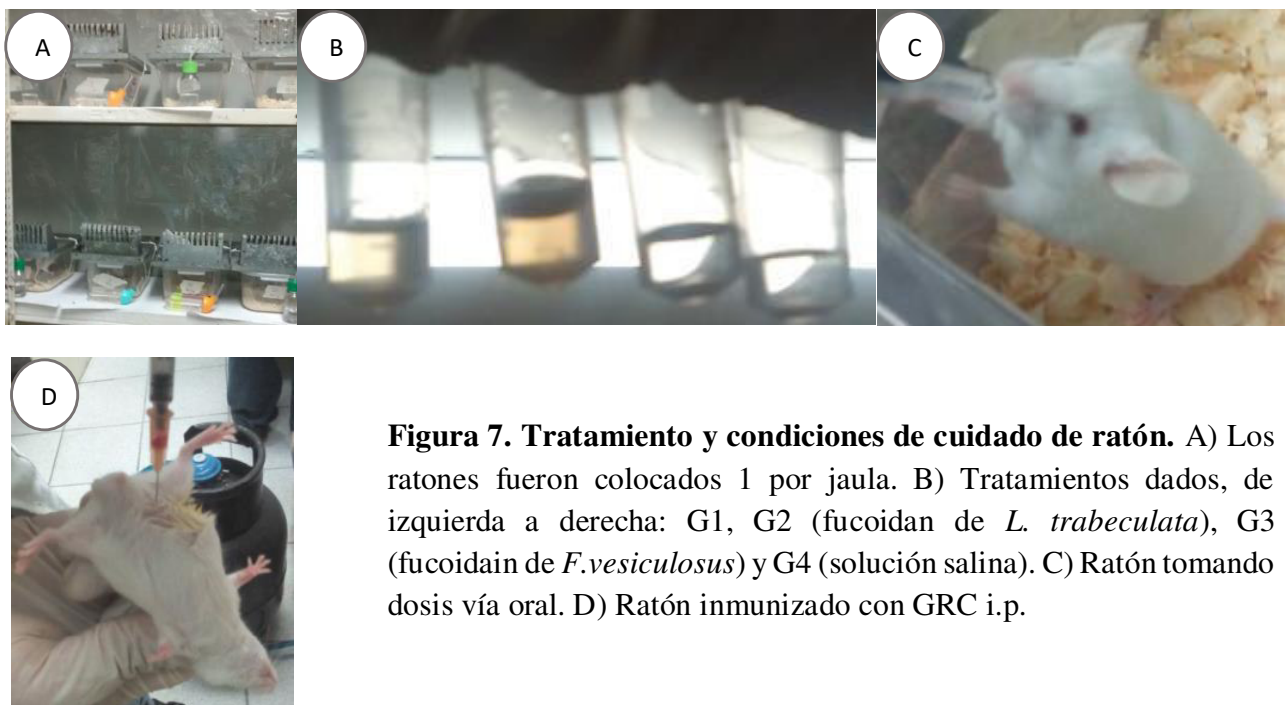 A
B
C
D
Figura 7. Tratamiento y condiciones de cuidado de ratón. A) Los
ratones fueron colocados 1 por jaula. B) Tratamientos dados, de
izquierda a derecha: G1, G2 (fucoidan de L. trabeculata), G3
(fucoidain de F.vesiculosus) y G4 (solución salina). C) Ratón tomando
dosis vía oral. D) Ratón inmunizado con GRC i.p.